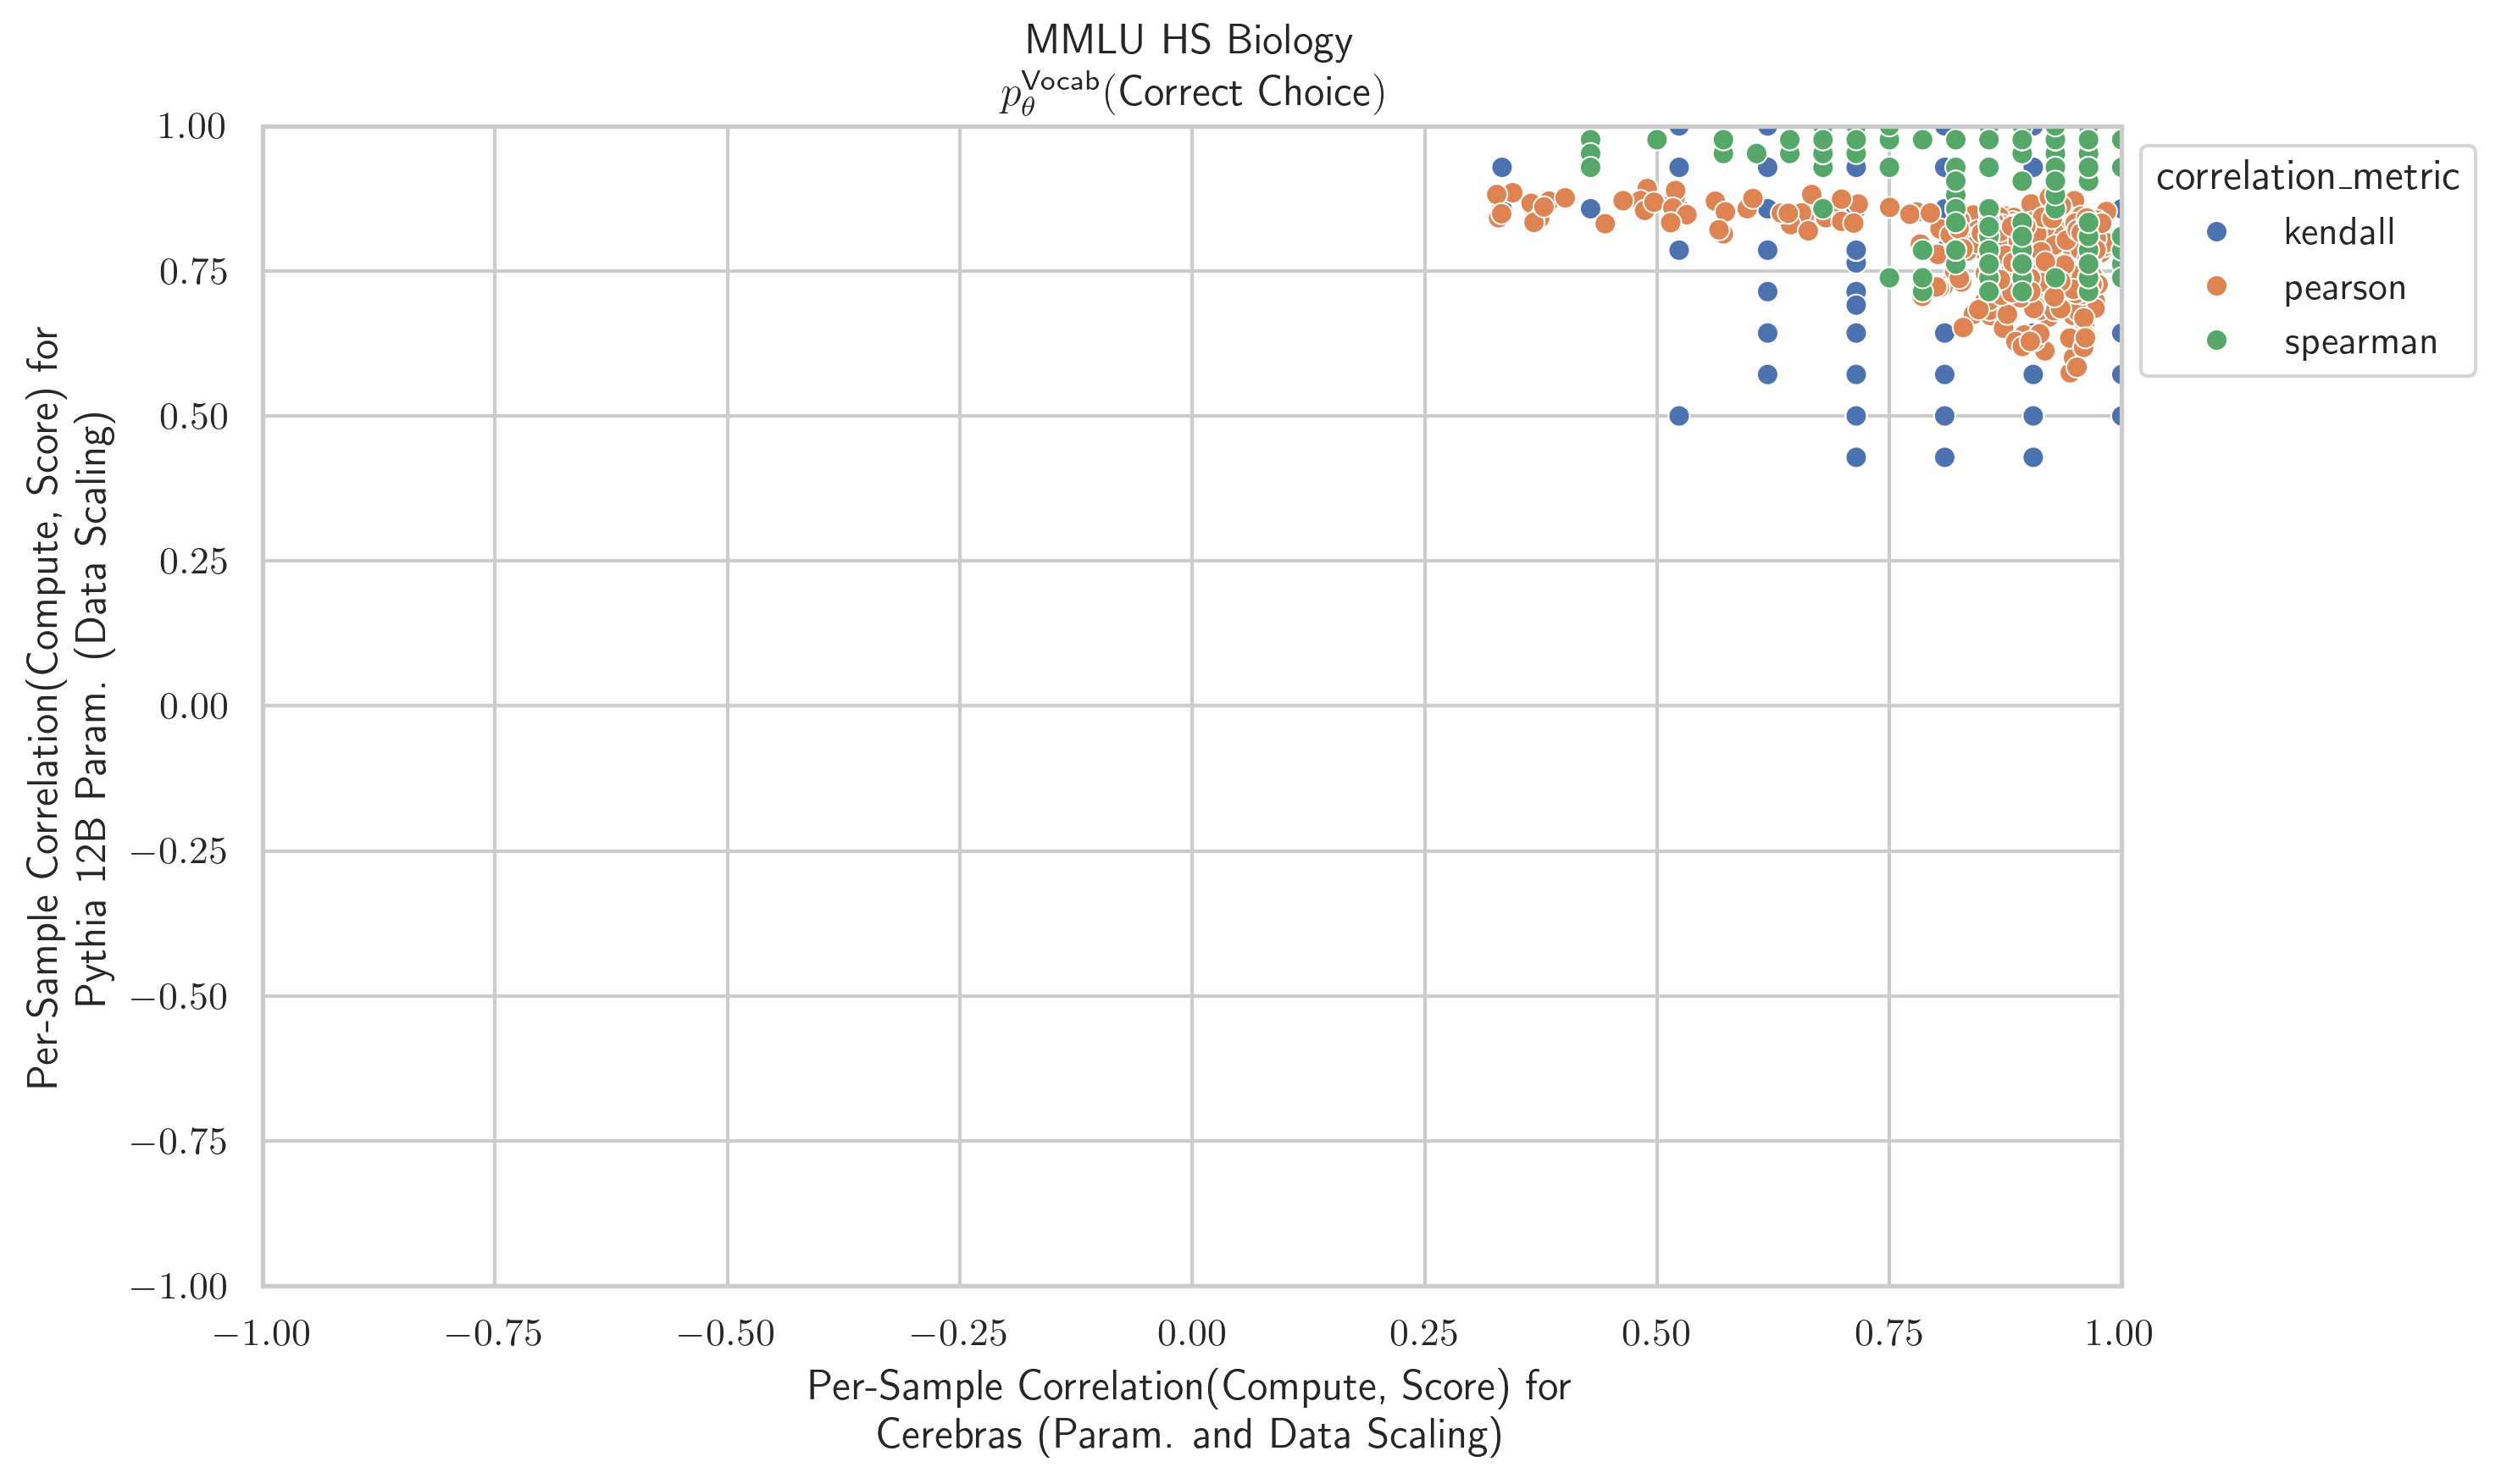 MMLU HS Biology
p_θ^Vocab(Correct Choice)
1.00
0.75
0.50
0.25
0.00
−0.25
−0.50
−0.75
−1.00
Per-Sample Correlation(Compute, Score) for
Pythia 12B Param. (Data Scaling)
correlation_metric
kendall
pearson
spearman
−1.00 −0.75 −0.50 −0.25 0.00 0.25 0.50 0.75 1.00
Per-Sample Correlation(Compute, Score) for
Cerebras (Param. and Data Scaling)